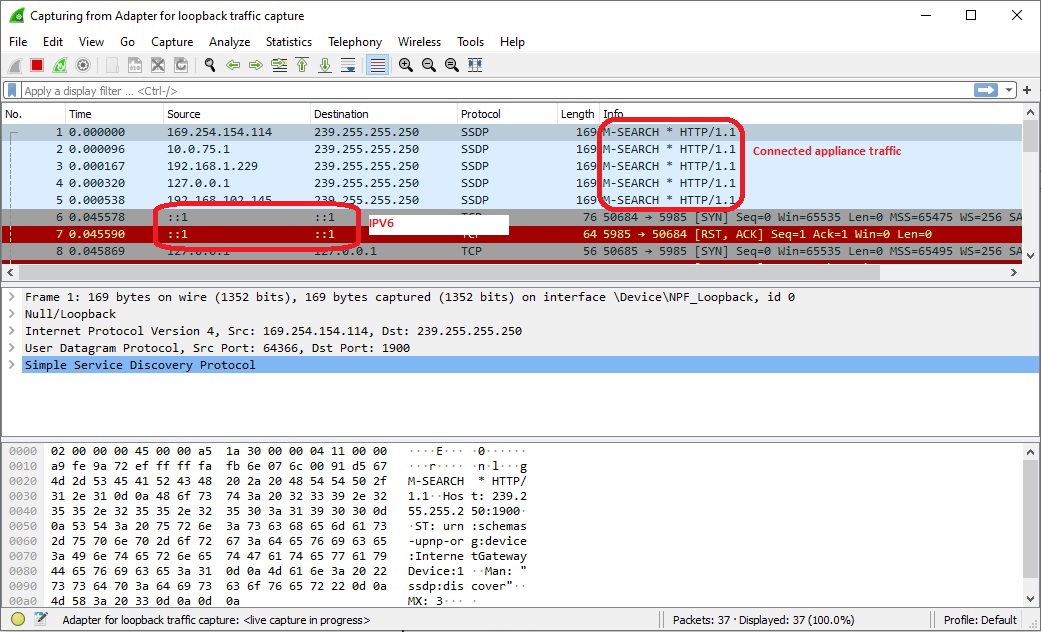 Capturing from Adapter for loopback traffic capture
File Edit View Go Capture Analyze Statistics Telephony Wireless Tools Help
Apply a display filter ... <Ctrl-/>
No. Time Source Destination Protocol Length Info
1 0.000000 169.254.154.114 239.255.255.250 SSDP 169 M-SEARCH * HTTP/1.1
2 0.000096 10.0.75.1 239.255.255.250 SSDP 169 M-SEARCH * HTTP/1.1
Connected appliance traffic
3 0.000167 192.168.1.229 239.255.255.250 SSDP 169 M-SEARCH * HTTP/1.1
4 0.000320 127.0.0.1 239.255.255.250 SSDP 169 M-SEARCH * HTTP/1.1
5 0.000538 192.168.102.145 239.255.255.250 SSDP 169 M-SEARCH * HTTP/1.1
6 0.045578 ::1 ::1 TCP 76 50684 → 5985 [SYN] Seq=0 Win=65535 Len=0 MSS=65475 WS=256 SA
IPV6
7 0.045590 ::1 ::1 TCP 64 5985 → 50684 [RST, ACK] Seq=1 Ack=1 Win=0 Len=0
8 0.045869 127.0.0.1 127.0.0.1 TCP 56 50685 → 5985 [SYN] Seq=0 Win=65535 Len=0 MSS=65495 WS=256 SA
Frame 1: 169 bytes on wire (1352 bits), 169 bytes captured (1352 bits) on interface \Device\NPF_Loopback, id 0
Null/Loopback
Internet Protocol Version 4, Src: 169.254.154.114, Dst: 239.255.255.250
User Datagram Protocol, Src Port: 64366, Dst Port: 1900
Simple Service Discovery Protocol
0000 02 00 00 00 45 00 00 a5 1a 30 00 00 04 11 00 00 ····E··· ·0······
0010 a9 fe 9a 72 ef ff ff fa fb 6e 07 6c 00 91 d5 67 ···r···· ·n·l···g
0020 4d 2d 53 45 41 52 43 48 20 2a 20 48 54 54 50 2f M-SEARCH * HTTP/
0030 31 2e 31 0d 0a 48 6f 73 74 3a 20 32 33 39 2e 32 1.1··Hos t: 239.2
0040 35 35 2e 32 35 35 2e 32 35 30 3a 31 39 30 30 0d 55.255.2 50:1900·
0050 0a 53 54 3a 20 75 72 6e 3a 73 63 68 65 6d 61 73 ·ST: urn :schemas
0060 2d 75 70 6e 70 2d 6f 72 67 3a 64 65 76 69 63 65 -upnp-or g:device
0070 3a 49 6e 74 65 72 6e 65 74 47 61 74 65 77 61 79 :Interne tGateway
0080 44 65 76 69 63 65 3a 31 0d 0a 4d 61 6e 3a 20 22 Device:1 ··Man: "
0090 73 73 64 70 3a 64 69 73 63 6f 76 65 72 22 0d 0a ssdp:dis cover"··
00a0 4d 58 3a 20 33 0d 0a 0d 0a MX: 3··· ·
Adapter for loopback traffic capture: <live capture in progress> Packets: 37 · Displayed: 37 (100.0%) Profile: Default